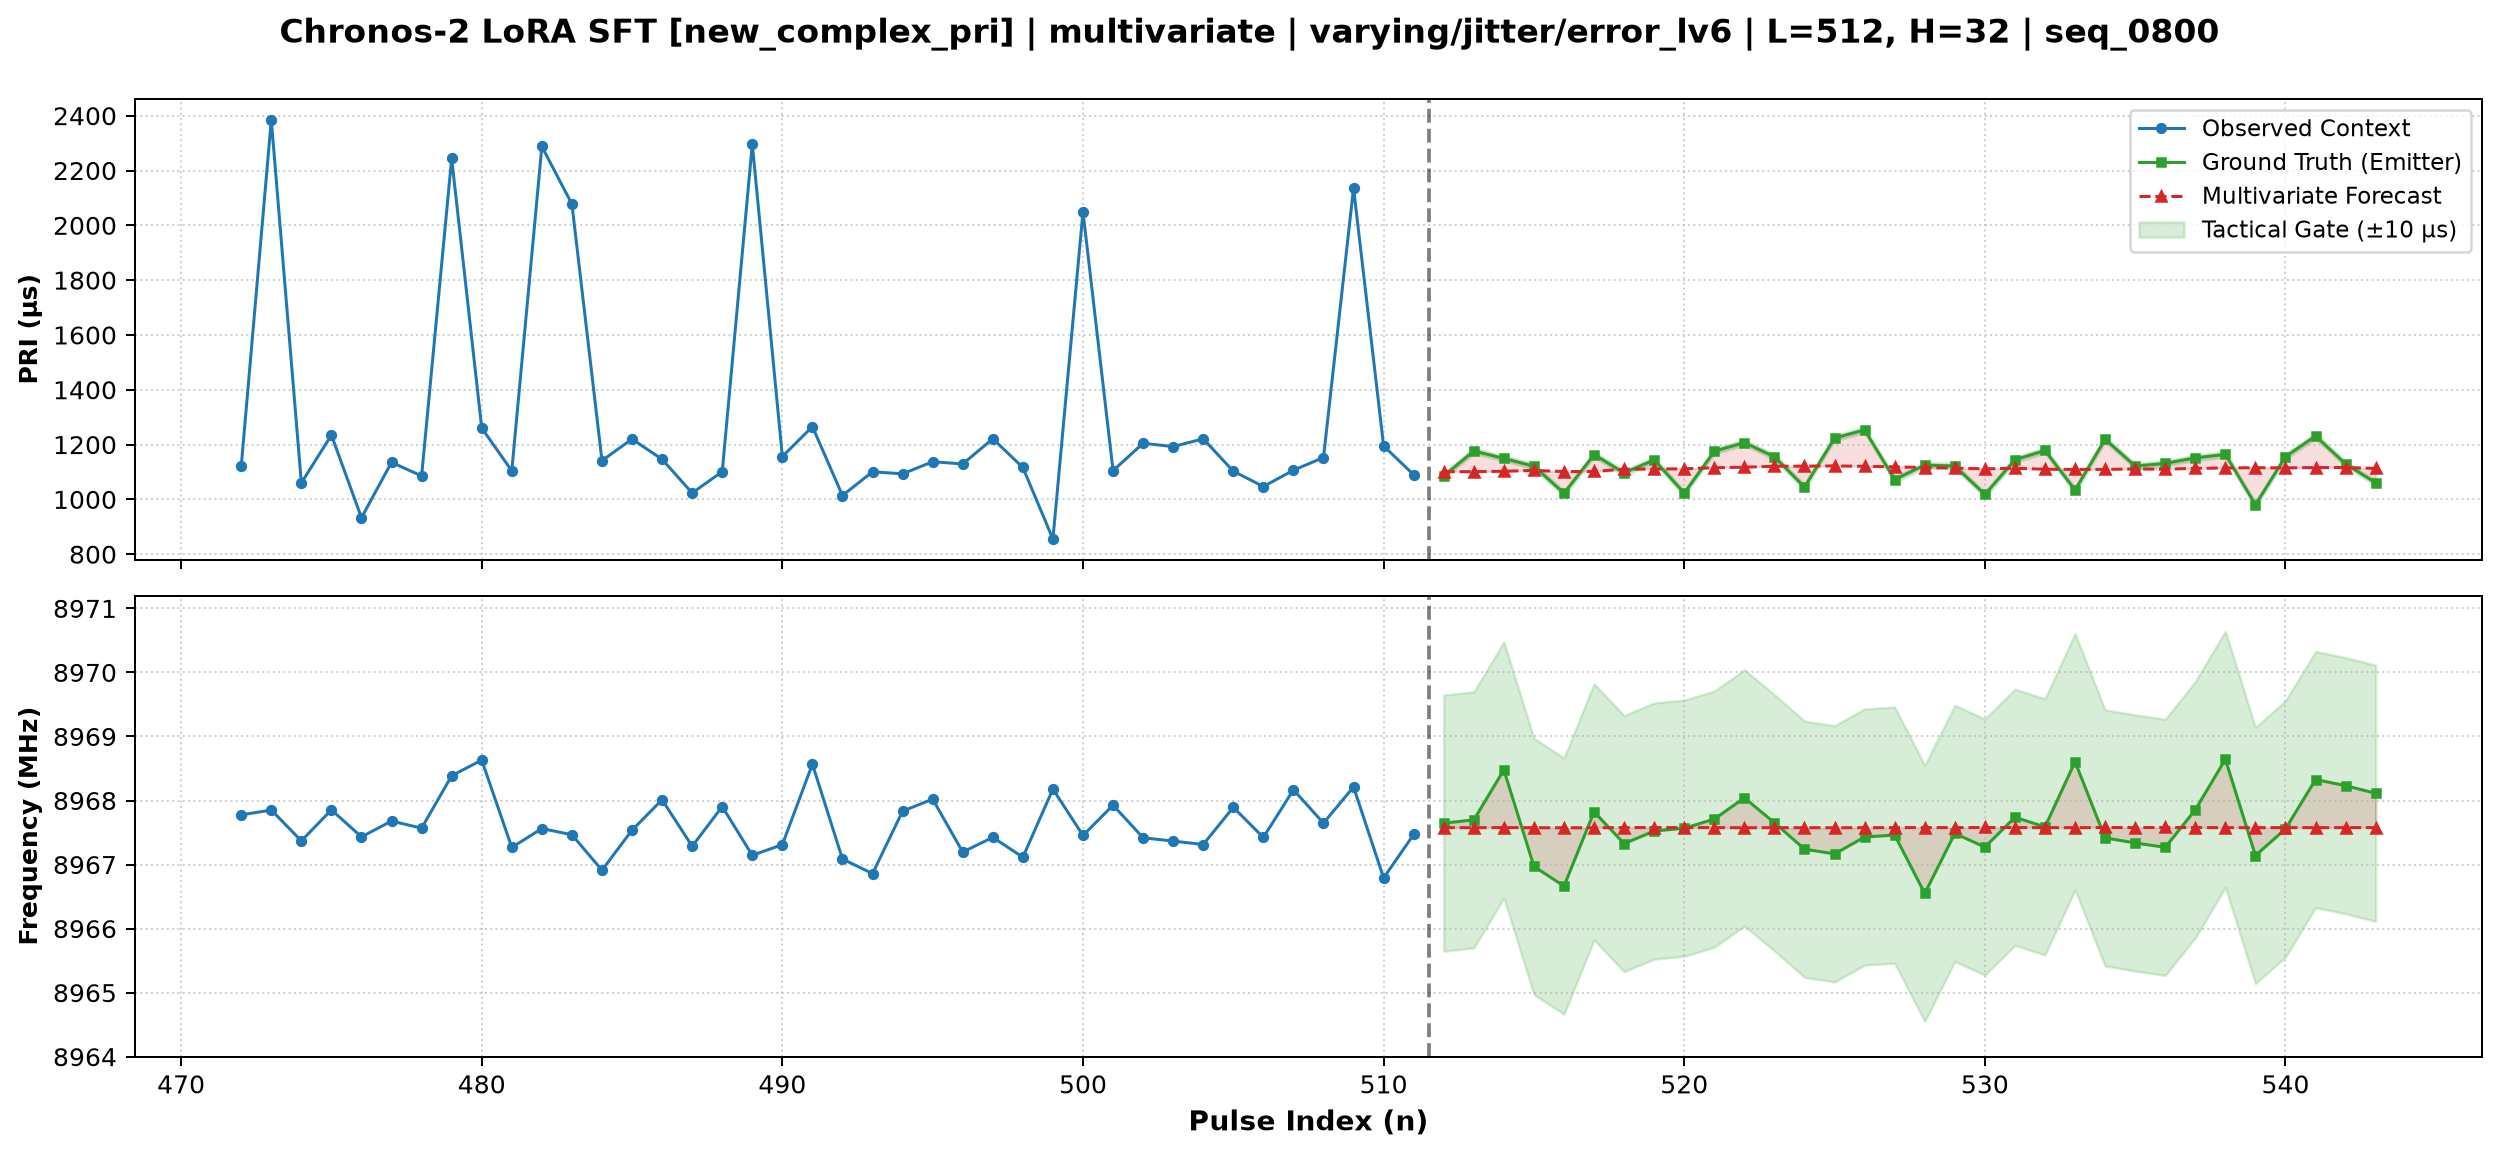 Chronos-2 LoRA SFT [new_complex_pri] | multivariate | varying/jitter/error_lv6 | L=512, H=32 | seq_0800
2400
2200
2000
1800
1600
1400
1200
1000
800
PRI (µs)
Observed Context
Ground Truth (Emitter)
Multivariate Forecast
Tactical Gate (±10 µs)
8971
8970
8969
8968
8967
8966
8965
8964
Frequency (MHz)
470 480 490 500 510 520 530 540
Pulse Index (n)